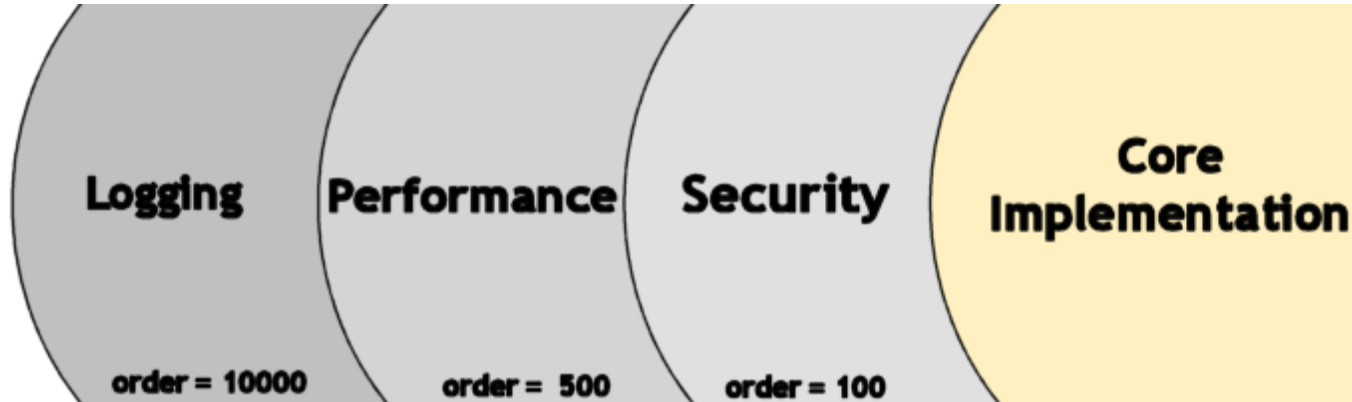 Logging
Performance
Security
Core
Implementation
order = 10000
order =  500
order = 100